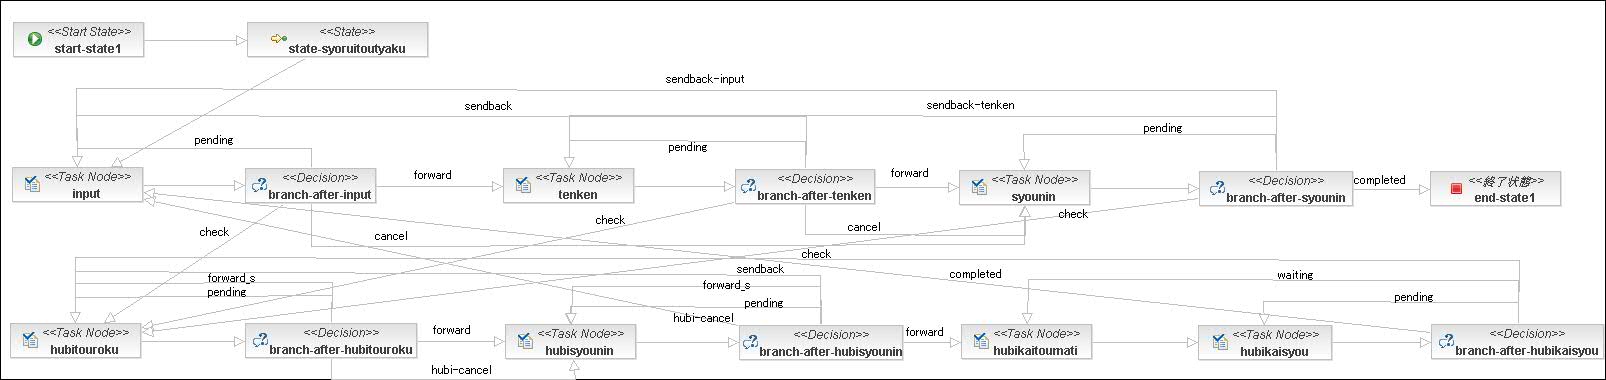 <<Start State>>
start-state1
<<State>>
state-syoruitoutyaku
sendback-input
sendback
sendback-tenken
pending
pending
pending
<<Task Node>>
input
<<Decision>>
branch-after-input
forward
<<Task Node>>
tenken
<<Decision>>
branch-after-tenken
forward
<<Task Node>>
syounin
<<Decision>>
branch-after-syounin
completed
<<終了状態>>
end-state1
check
cancel
check
cancel
check
check
forward_s
pending
sendback
forward_s
pending
completed
waiting
pending
hubi-cancel
<<Task Node>>
hubitouroku
<<Decision>>
branch-after-hubitouroku
forward
<<Task Node>>
hubisyounin
<<Decision>>
branch-after-hubisyounin
forward
<<Task Node>>
hubikaitoumati
<<Task Node>>
hubikaisyou
<<Decision>>
branch-after-hubikaisyou
hubi-cancel